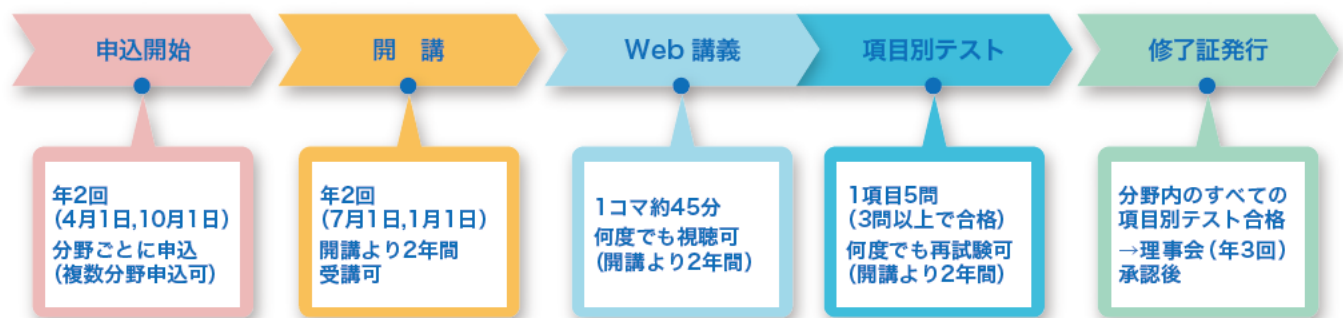 申込開始
開　講
Web 講義
項目別テスト
修了証発行
年2回
(4月1日,10月1日)
分野ごとに申込
(複数分野申込可)
年2回
(7月1日,1月1日)
開講より2年間
受講可
1コマ約45分
何度でも視聴可
(開講より2年間)
1項目5問
(3問以上で合格)
何度でも再試験可
(開講より2年間)
分野内のすべての
項目別テスト合格
→理事会(年3回)
承認後